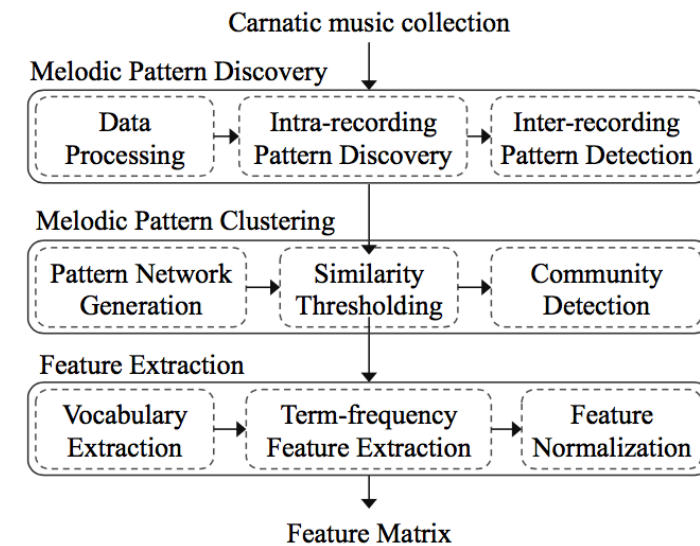 Carnatic music collection
Melodic Pattern Discovery
Data
Processing
Intra-recording
Pattern Discovery
Inter-recording
Pattern Detection
Melodic Pattern Clustering
Pattern Network
Generation
Similarity
Thresholding
Community
Detection
Feature Extraction
Vocabulary
Extraction
Term-frequency
Feature Extraction
Feature
Normalization
Feature Matrix